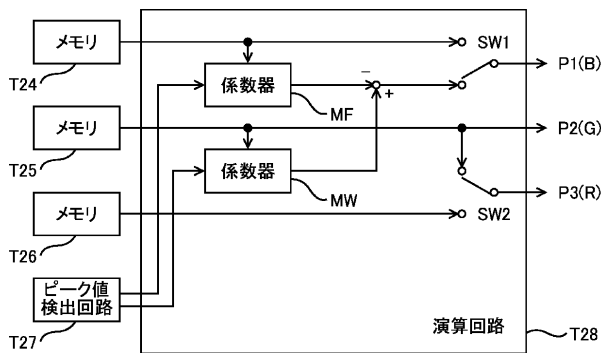 メモリ
T24
SW1
P1(B)
係数器
MF
−
+
メモリ
T25
P2(G)
係数器
MW
P3(R)
メモリ
T26
SW2
ピーク値
検出回路
T27
演算回路
T28